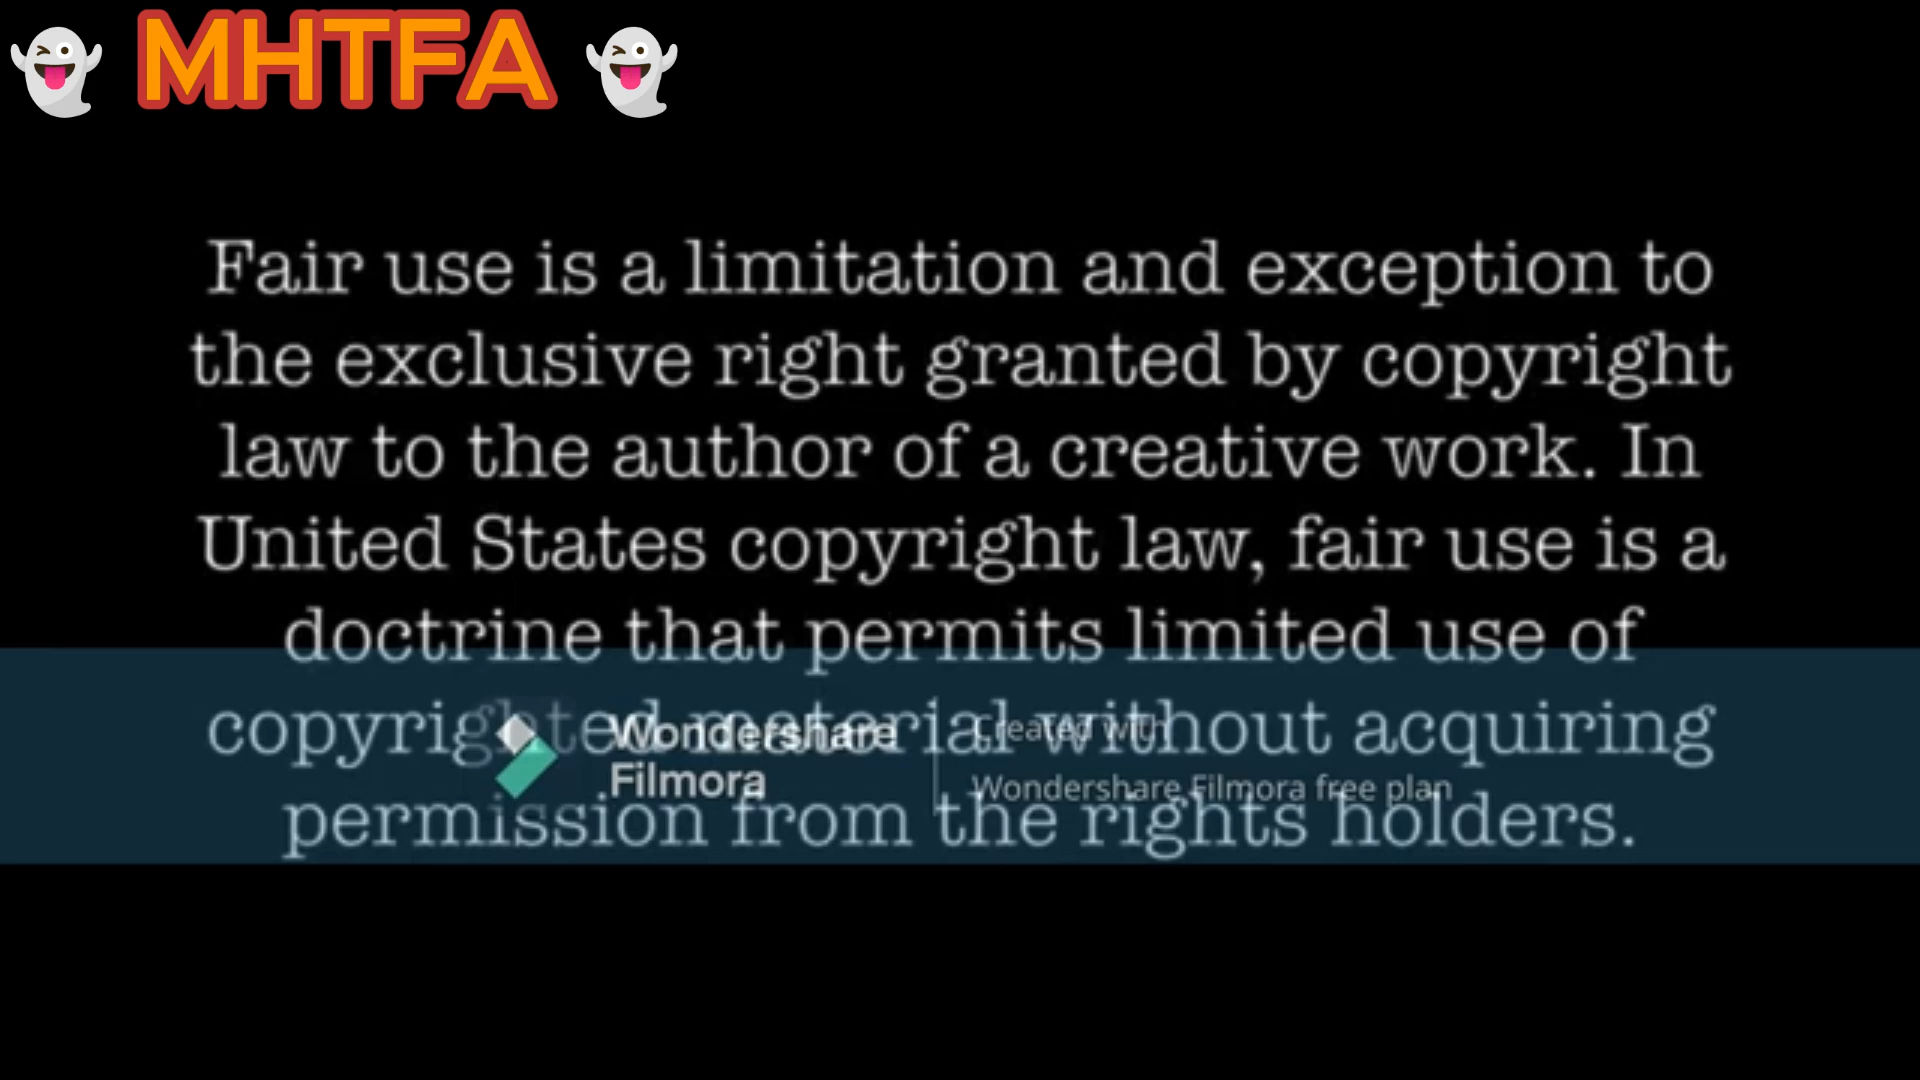 MHTFA
Fair use is a limitation and exception to
the exclusive right granted by copyright
law to the author of a creative work. In
United States copyright law, fair use is a
doctrine that permits limited use of
copyrighted material without acquiring
permission from the rights holders.
Wondershare
Filmora
Created with
Wondershare Filmora free plan